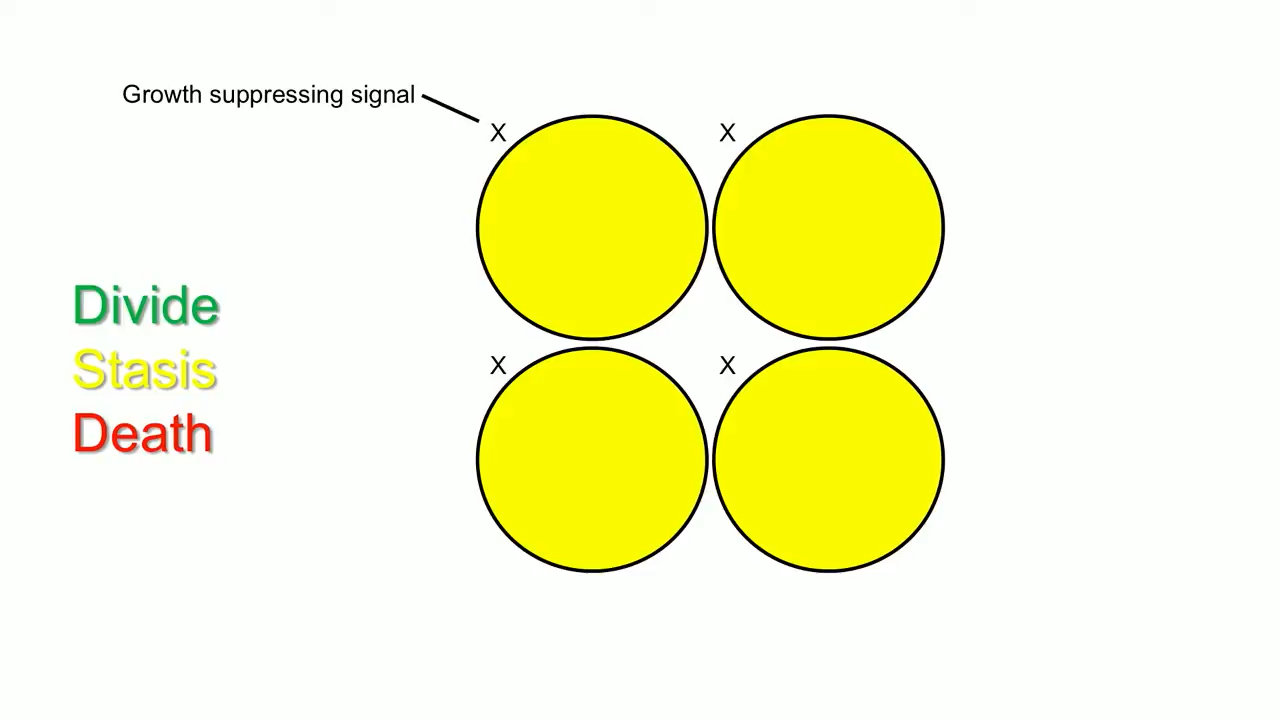 Growth suppressing signal
X X
Divide
Stasis
X X
Death